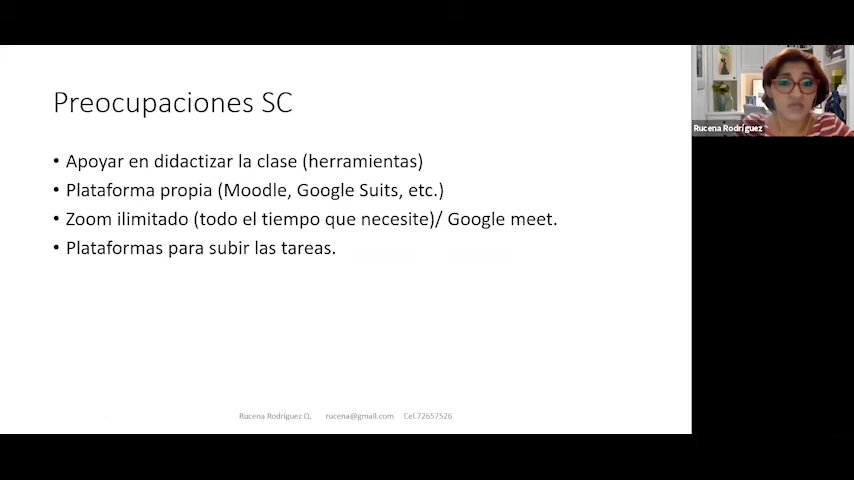 Preocupaciones SC
• Apoyar en didactizar la clase (herramientas)
• Plataforma propia (Moodle, Google Suits, etc.)
• Zoom ilimitado (todo el tiempo que necesite)/ Google meet.
• Plataformas para subir las tareas.
Rucena Rodríguez Q. rucena@gmail.com Cel.72657526
Rucena Rodríguez